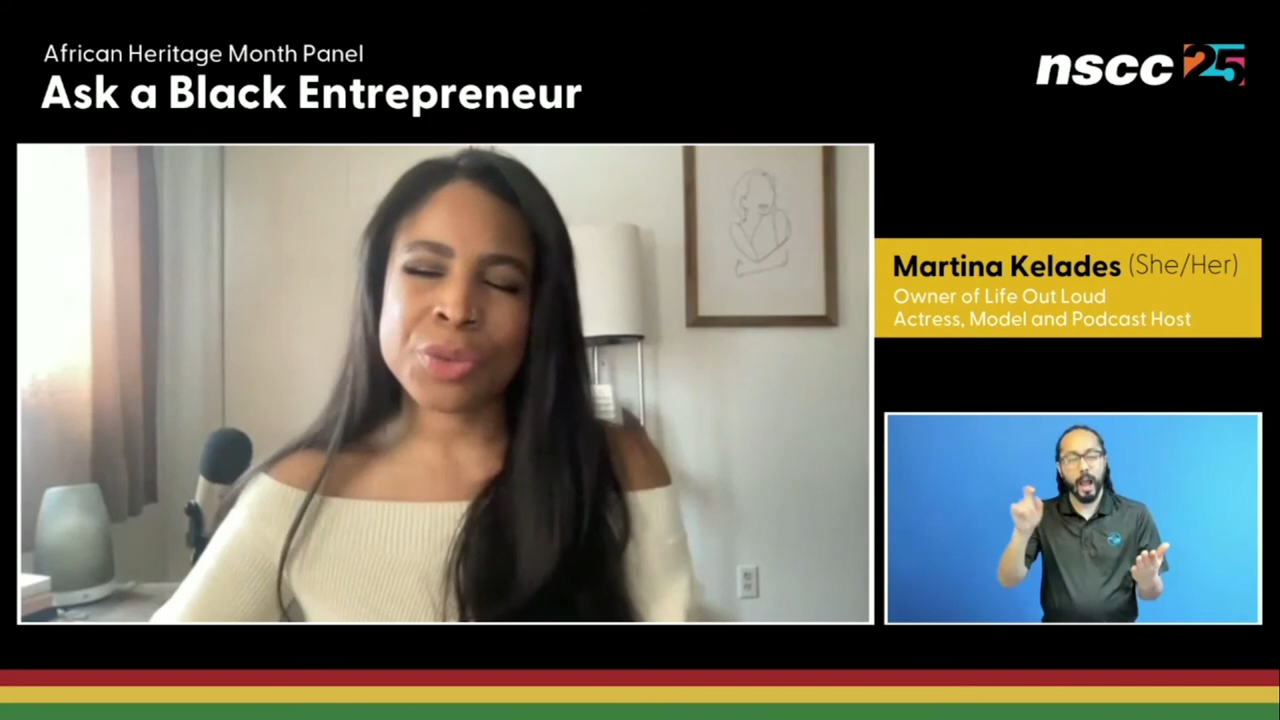 African Heritage Month Panel
Ask a Black Entrepreneur
nscc 25
Martina Kelades (She/Her)
Owner of Life Out Loud
Actress, Model and Podcast Host